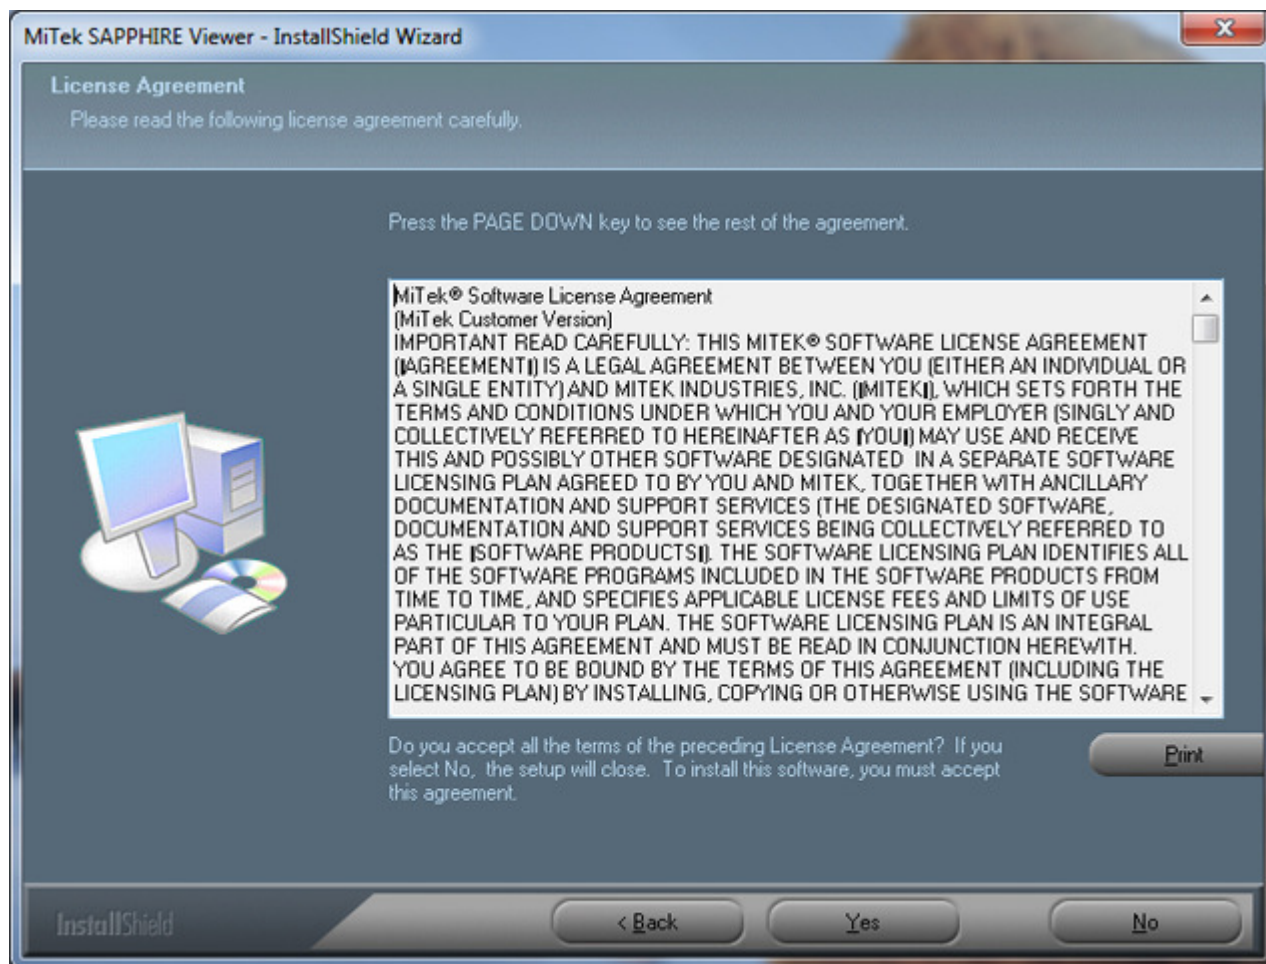 MiTek SAPPHIRE Viewer - InstallShield Wizard
License Agreement
Please read the following license agreement carefully.
Press the PAGE DOWN key to see the rest of the agreement.
MiTek® Software License Agreement
(MiTek Customer Version)
IMPORTANT READ CAREFULLY: THIS MITEK® SOFTWARE LICENSE AGREEMENT
(|AGREEMENT|) IS A LEGAL AGREEMENT BETWEEN YOU (EITHER AN INDIVIDUAL OR
A SINGLE ENTITY) AND MITEK INDUSTRIES, INC. (|MITEK|), WHICH SETS FORTH THE
TERMS AND CONDITIONS UNDER WHICH YOU AND YOUR EMPLOYER (SINGLY AND
COLLECTIVELY REFERRED TO HEREINAFTER AS |YOU|) MAY USE AND RECEIVE
THIS AND POSSIBLY OTHER SOFTWARE DESIGNATED  IN A SEPARATE SOFTWARE
LICENSING PLAN AGREED TO BY YOU AND MITEK, TOGETHER WITH ANCILLARY
DOCUMENTATION AND SUPPORT SERVICES (THE DESIGNATED SOFTWARE,
DOCUMENTATION AND SUPPORT SERVICES BEING COLLECTIVELY REFERRED TO
AS THE |SOFTWARE PRODUCTS|). THE SOFTWARE LICENSING PLAN IDENTIFIES ALL
OF THE SOFTWARE PROGRAMS INCLUDED IN THE SOFTWARE PRODUCTS FROM
TIME TO TIME, AND SPECIFIES APPLICABLE LICENSE FEES AND LIMITS OF USE
PARTICULAR TO YOUR PLAN. THE SOFTWARE LICENSING PLAN IS AN INTEGRAL
PART OF THIS AGREEMENT AND MUST BE READ IN CONJUNCTION HEREWITH.
YOU AGREE TO BE BOUND BY THE TERMS OF THIS AGREEMENT (INCLUDING THE
LICENSING PLAN) BY INSTALLING, COPYING OR OTHERWISE USING THE SOFTWARE
Do you accept all the terms of the preceding License Agreement?  If you
select No,  the setup will close.  To install this software, you must accept
this agreement.
Print
InstallShield
< Back
Yes
No